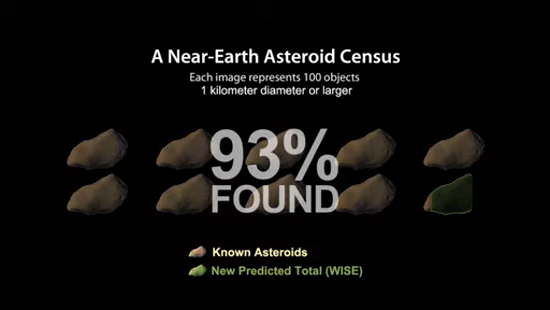 A Near-Earth Asteroid Census
Each image represents 100 objects
1 kilometer diameter or larger
93%
FOUND
Known Asteroids
New Predicted Total (WISE)